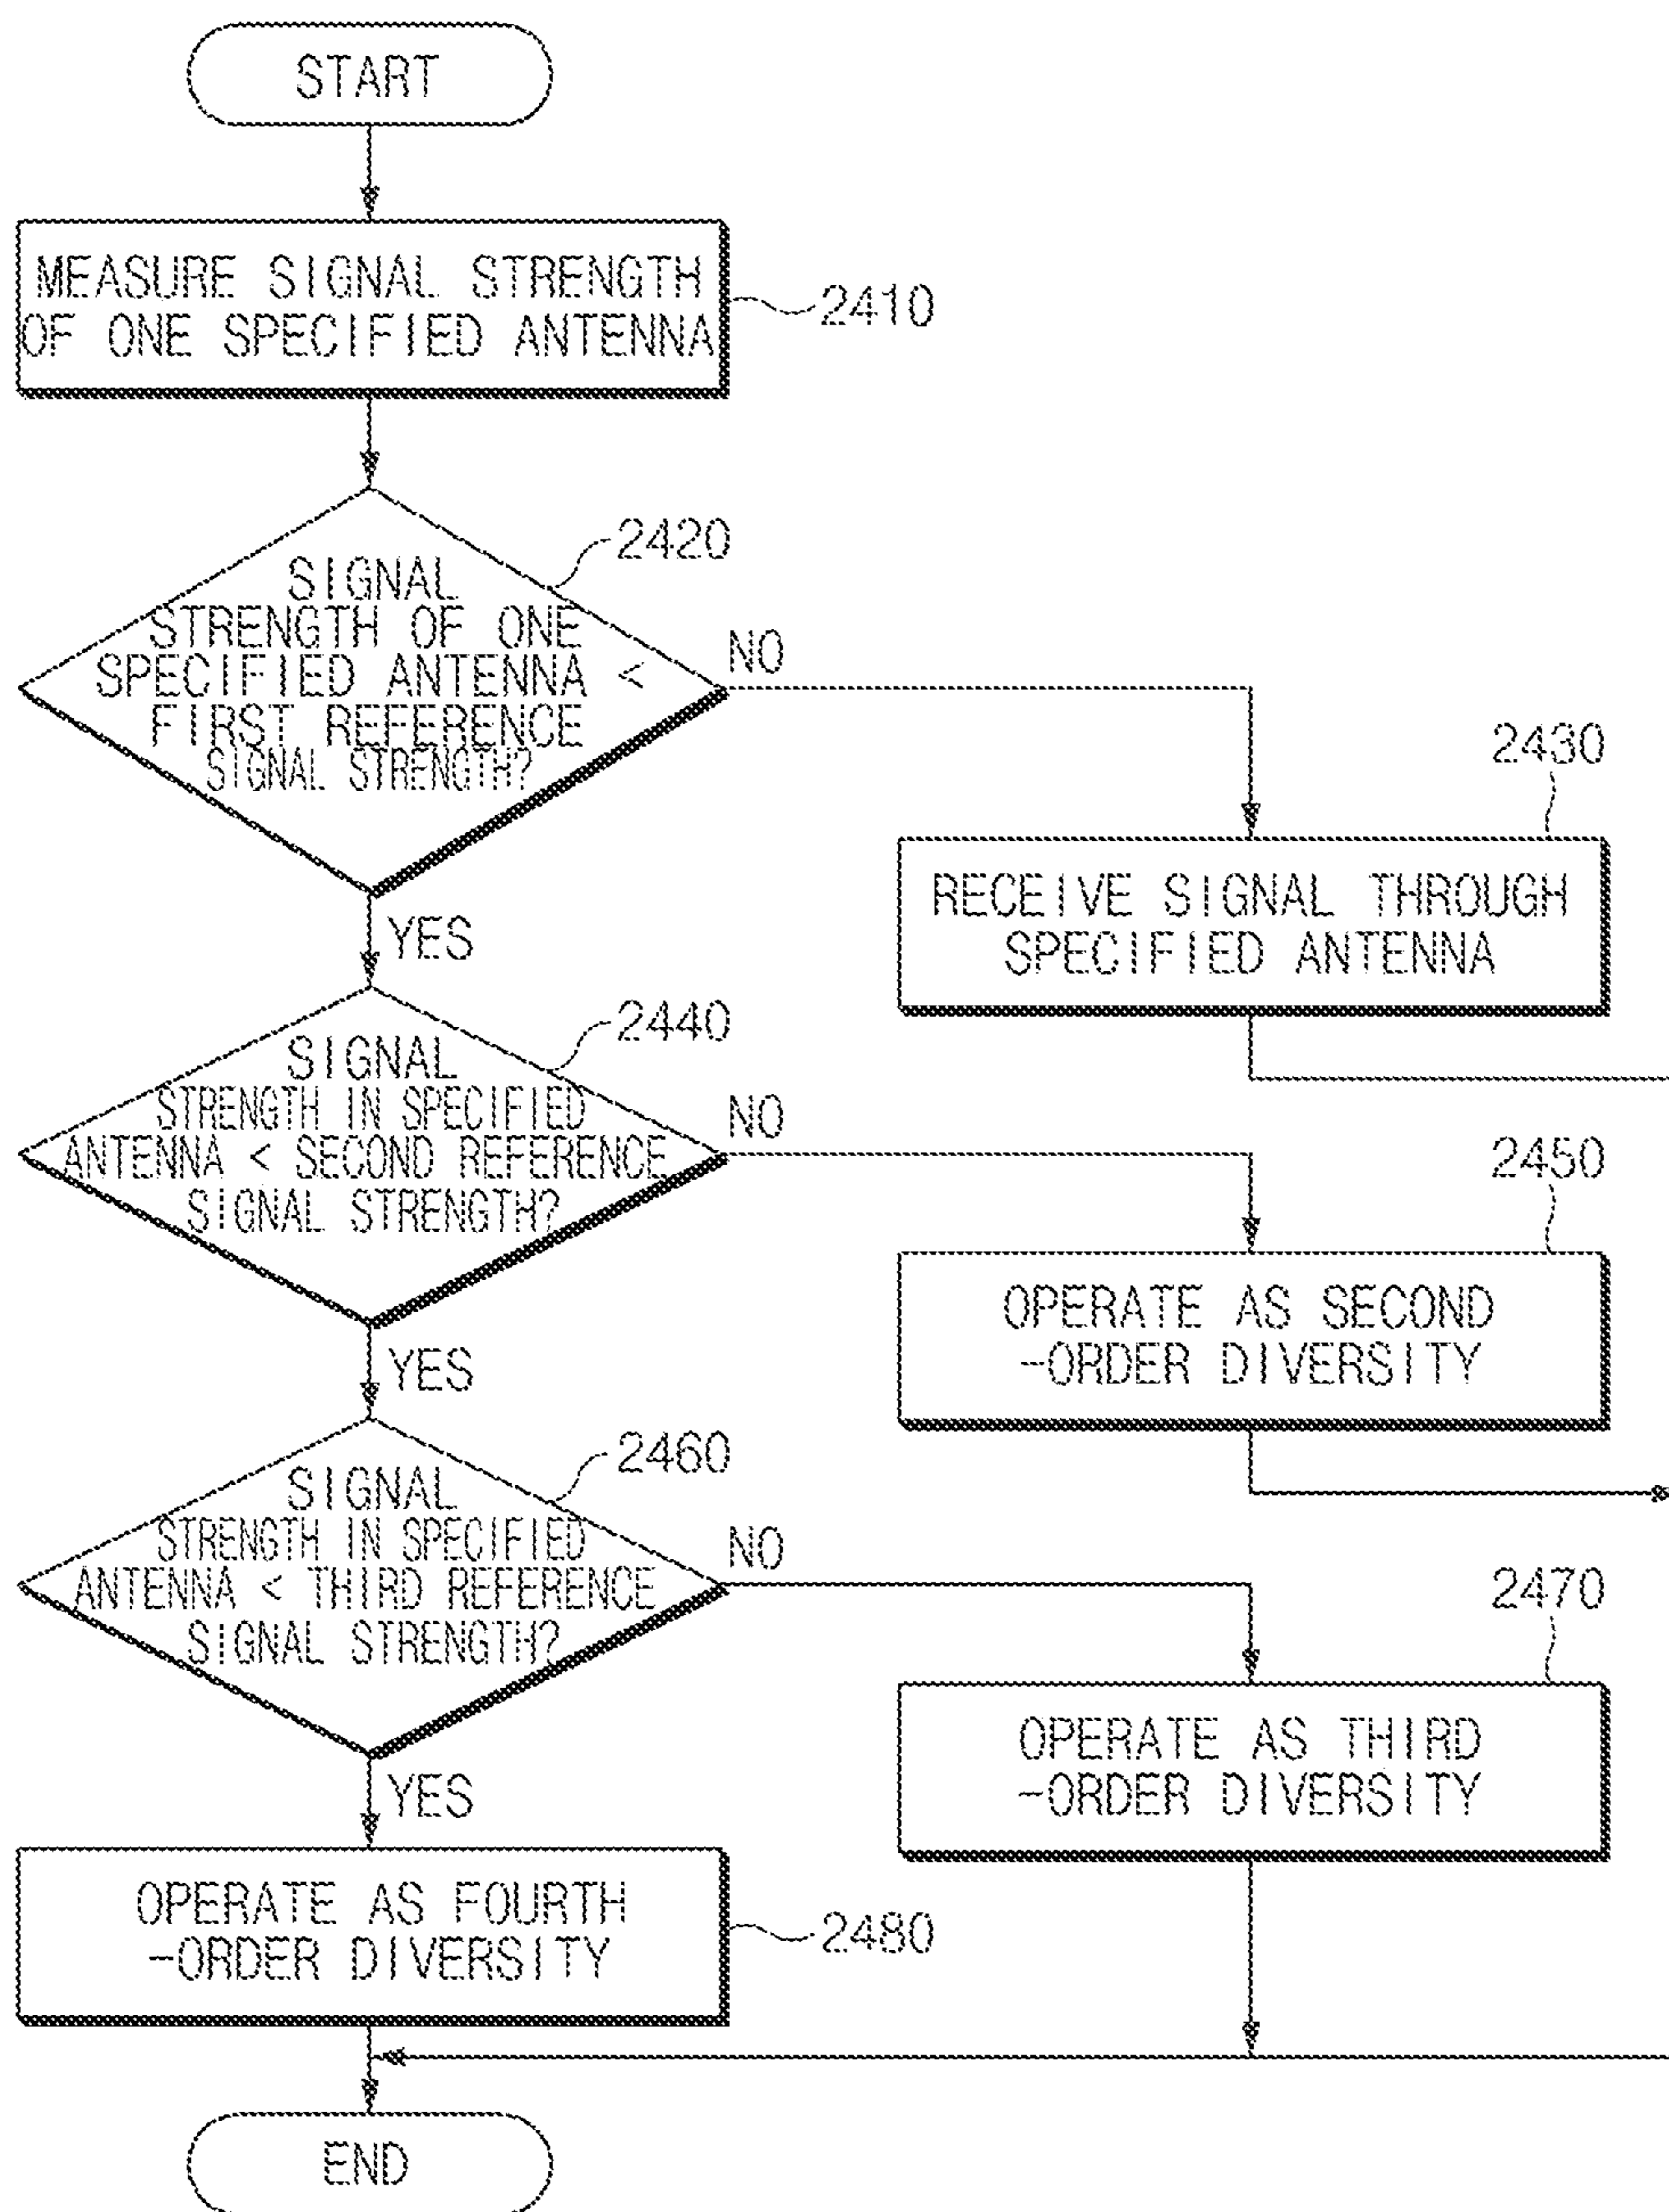 START
MEASURE SIGNAL STRENGTH
OF ONE SPECIFIED ANTENNA
2410
2420
SIGNAL
STRENGTH OF ONE
SPECIFIED ANTENNA <
FIRST REFERENCE
SIGNAL STRENGTH?
NO
2430
RECEIVE SIGNAL THROUGH
SPECIFIED ANTENNA
YES
2440
SIGNAL
STRENGTH IN SPECIFIED
ANTENNA < SECOND REFERENCE
SIGNAL STRENGTH?
NO
2450
OPERATE AS SECOND
-ORDER DIVERSITY
YES
2460
SIGNAL
STRENGTH IN SPECIFIED
ANTENNA < THIRD REFERENCE
SIGNAL STRENGTH?
NO
2470
OPERATE AS THIRD
-ORDER DIVERSITY
YES
OPERATE AS FOURTH
-ORDER DIVERSITY
2480
END